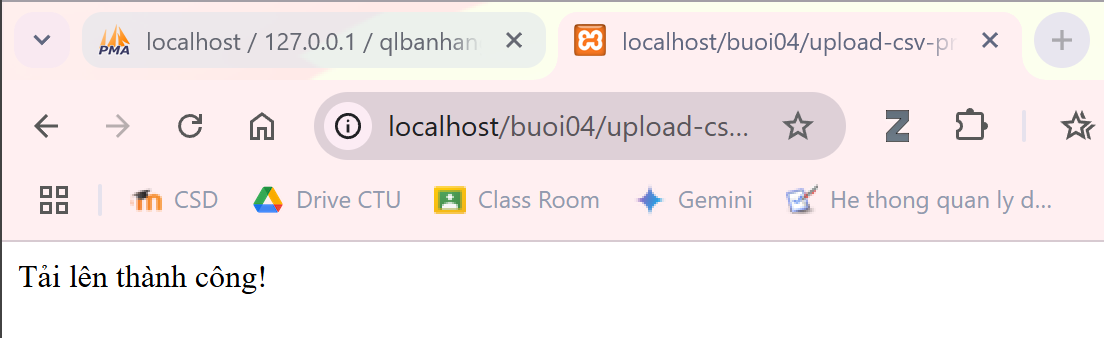 PMA localhost / 127.0.0.1 / qlbanhan localhost/buoi04/upload-csv-pr
localhost/buoi04/upload-cs... Z
CSD Drive CTU Class Room Gemini He thong quan ly d...
Tải lên thành công!